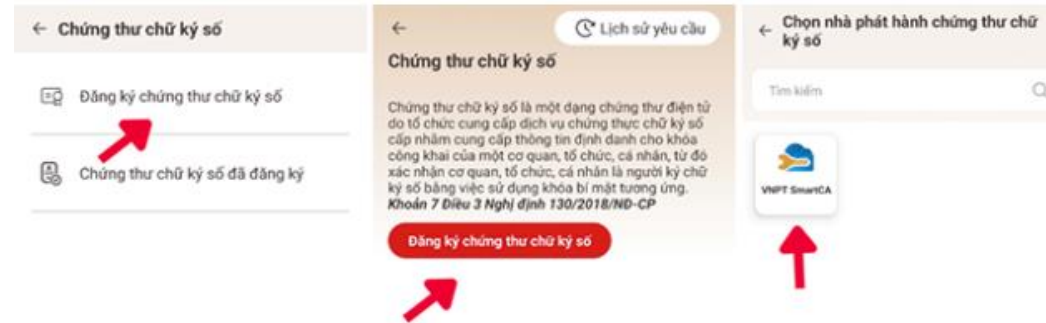 ← Chứng thư chữ ký số
Đăng ký chứng thư chữ ký số
Chứng thư chữ ký số đã đăng ký
←
Lịch sử yêu cầu
Chứng thư chữ ký số
Chứng thư chữ ký số là một dạng chứng thư điện tử
do tổ chức cung cấp dịch vụ chứng thực chữ ký số
cấp nhằm cung cấp thông tin định danh cho khóa
công khai của một cơ quan, tổ chức, cá nhân, từ đó
xác nhận cơ quan, tổ chức, cá nhân là người ký chữ
ký số bằng việc sử dụng khóa bí mật tương ứng.
Khoản 7 Điều 3 Nghị định 130/2018/NĐ-CP
Đăng ký chứng thư chữ ký số
← Chọn nhà phát hành chứng thư chữ
ký số
Tìm kiếm
VNPT SmartCA